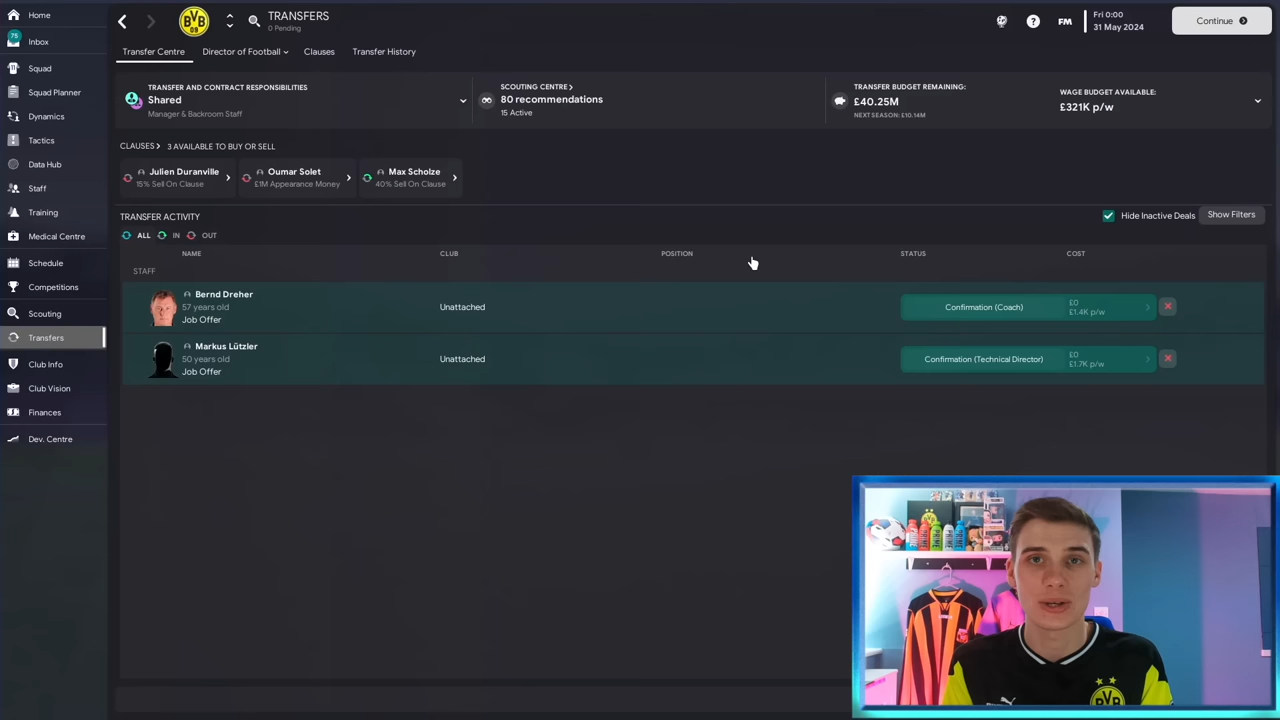 Home
75
Inbox
Squad
Squad Planner
Dynamics
Tactics
Data Hub
Staff
Training
Medical Centre
Schedule
Competitions
Scouting
Transfers
Club Info
Club Vision
Finances
Dev. Centre
BVB
09
TRANSFERS
0 Pending
FM
Fri 0:00
31 May 2024
Continue
Transfer Centre
Director of Football
Clauses
Transfer History
TRANSFER AND CONTRACT RESPONSIBILITIES
Shared
Manager & Backroom Staff
SCOUTING CENTRE
80 recommendations
15 Active
TRANSFER BUDGET REMAINING:
£40.25M
NEXT SEASON: £10.14M
WAGE BUDGET AVAILABLE:
£321K p/w
CLAUSES 3 AVAILABLE TO BUY OR SELL
Julien Duranville
15% Sell On Clause
Oumar Solet
£1M Appearance Money
Max Scholze
40% Sell On Clause
TRANSFER ACTIVITY
Hide Inactive Deals
Show Filters
ALL IN OUT
NAME CLUB POSITION STATUS COST
STAFF
Bernd Dreher
57 years old
Job Offer
Unattached
Confirmation (Coach)
£0
£1.4K p/w
Markus Lützler
50 years old
Job Offer
Unattached
Confirmation (Technical Director)
£0
£1.7K p/w
BVB